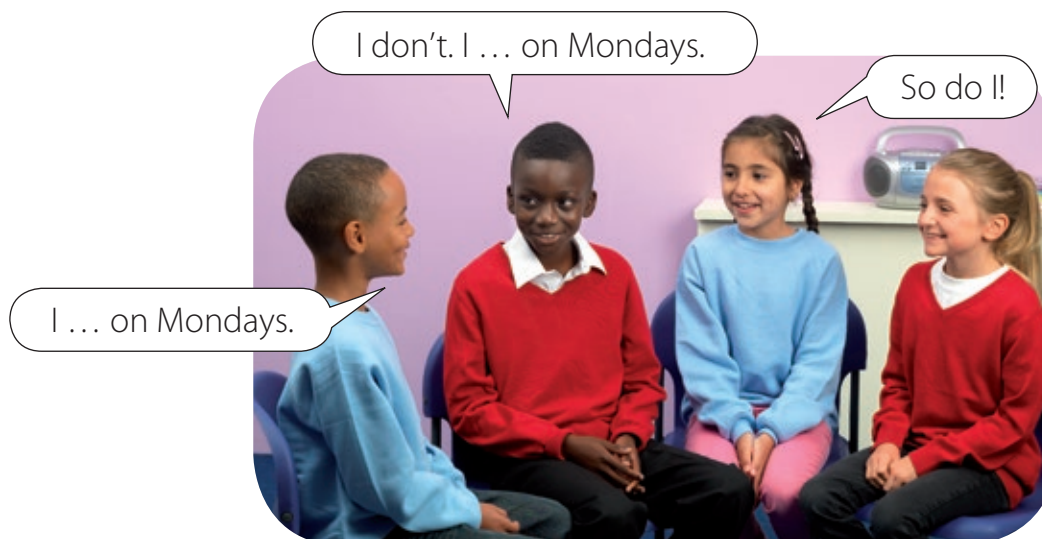 I … on Mondays.
I don't. I … on Mondays.
So do I!